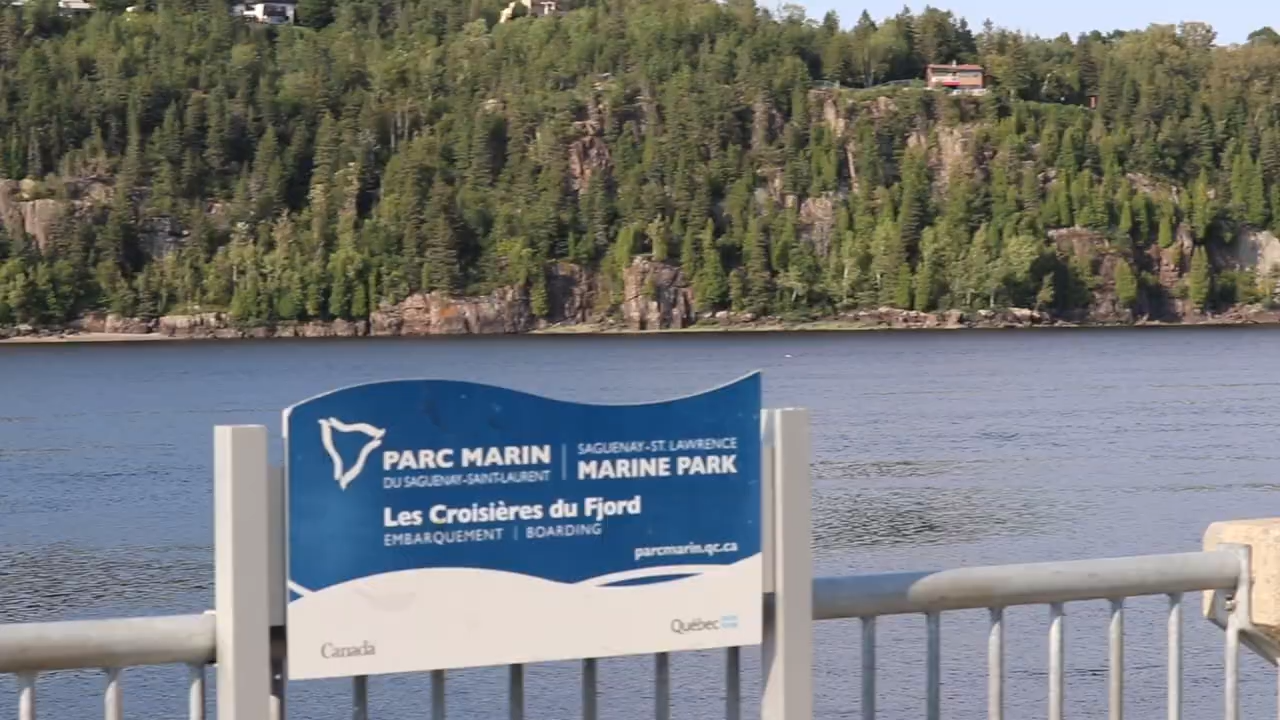 PARC MARIN
DU SAGUENAY-SAINT-LAURENT
SAGUENAY-ST. LAWRENCE
MARINE PARK
Les Croisières du Fjord
EMBARQUEMENT | BOARDING
parcmarin.qc.ca
Canada
Québec